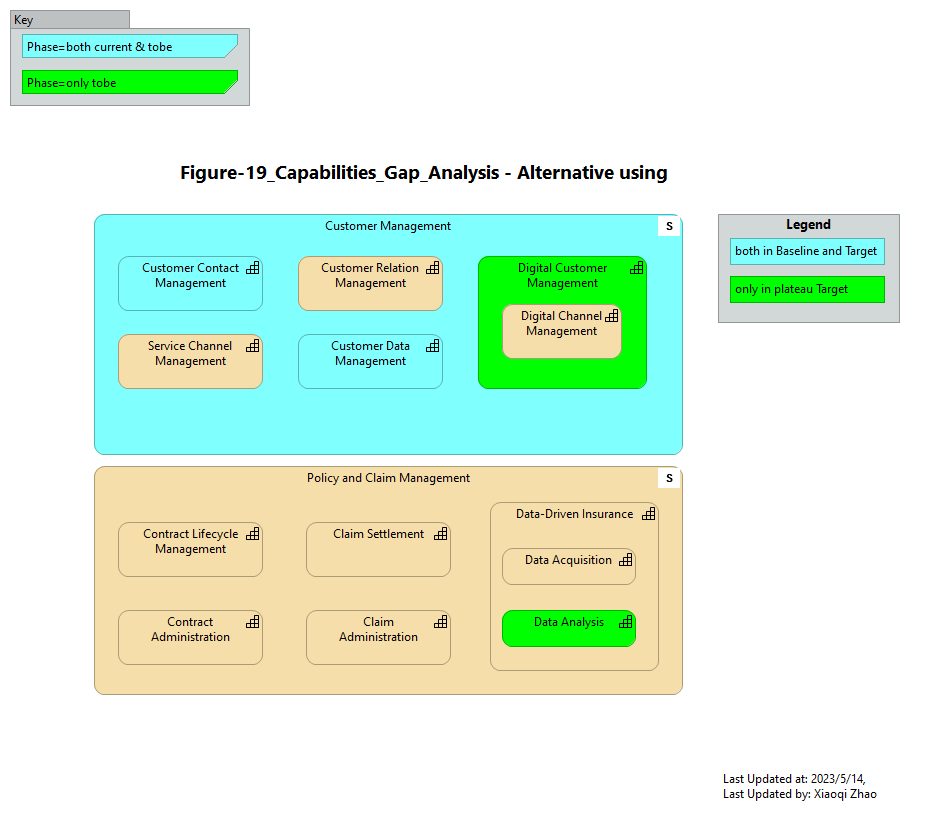 Key
Phase=both current & tobe
Phase=only tobe
Figure-19_Capabilities_Gap_Analysis - Alternative using
Customer Management
S
Customer Contact
Management
Customer Relation
Management
Digital Customer
Management
Digital Channel
Management
Service Channel
Management
Customer Data
Management
Legend
both in Baseline and Target
only in plateau Target
Policy and Claim Management
S
Contract Lifecycle
Management
Claim Settlement
Data-Driven Insurance
Data Acquisition
Contract
Administration
Claim
Administration
Data Analysis
Last Updated at: 2023/5/14,
Last Updated by: Xiaoqi Zhao